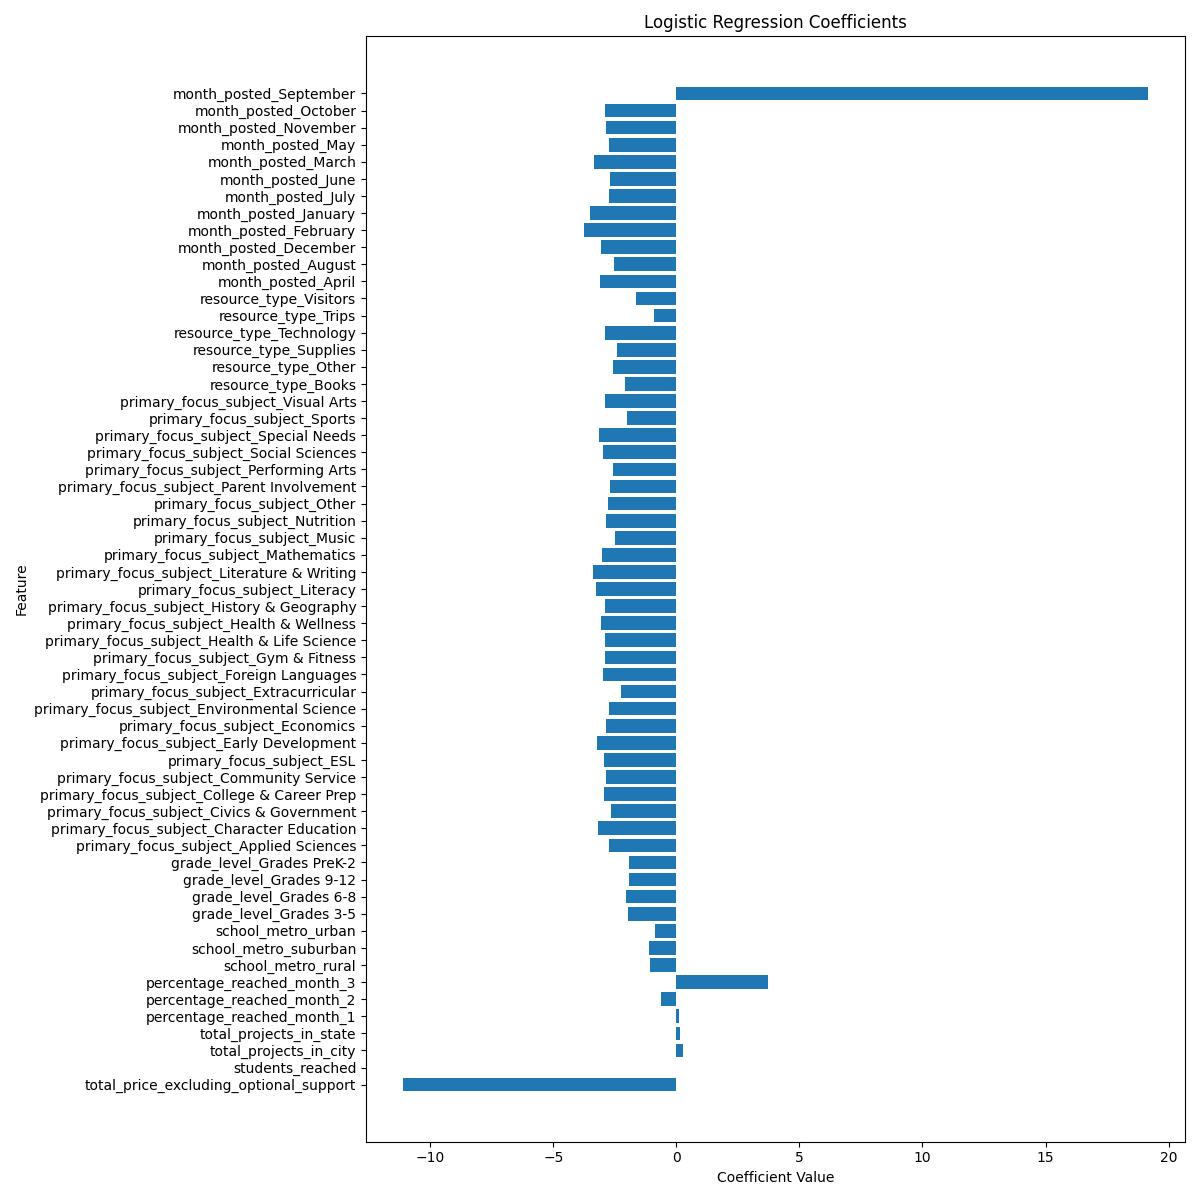 Logistic Regression Coefficients
month_posted_September
month_posted_October
month_posted_November
month_posted_May
month_posted_March
month_posted_June
month_posted_July
month_posted_January
month_posted_February
month_posted_December
month_posted_August
month_posted_April
resource_type_Visitors
resource_type_Trips
resource_type_Technology
resource_type_Supplies
resource_type_Other
resource_type_Books
primary_focus_subject_Visual Arts
primary_focus_subject_Sports
primary_focus_subject_Special Needs
primary_focus_subject_Social Sciences
primary_focus_subject_Performing Arts
primary_focus_subject_Parent Involvement
primary_focus_subject_Other
primary_focus_subject_Nutrition
primary_focus_subject_Music
primary_focus_subject_Mathematics
primary_focus_subject_Literature & Writing
primary_focus_subject_Literacy
primary_focus_subject_History & Geography
primary_focus_subject_Health & Wellness
primary_focus_subject_Health & Life Science
primary_focus_subject_Gym & Fitness
primary_focus_subject_Foreign Languages
primary_focus_subject_Extracurricular
primary_focus_subject_Environmental Science
primary_focus_subject_Economics
primary_focus_subject_Early Development
primary_focus_subject_ESL
primary_focus_subject_Community Service
primary_focus_subject_College & Career Prep
primary_focus_subject_Civics & Government
primary_focus_subject_Character Education
primary_focus_subject_Applied Sciences
grade_level_Grades PreK-2
grade_level_Grades 9-12
grade_level_Grades 6-8
grade_level_Grades 3-5
school_metro_urban
school_metro_suburban
school_metro_rural
percentage_reached_month_3
percentage_reached_month_2
percentage_reached_month_1
total_projects_in_state
total_projects_in_city
students_reached
total_price_excluding_optional_support
Feature
−10 −5 0 5 10 15 20
Coefficient Value